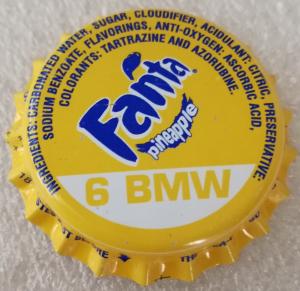 INGREDIENTS: CARBONATED WATER, SUGAR, CLOUDIFIER, ACIDULANT: CITRIC, PRESERVATIVE:
SODIUM BENZOATE, FLAVORINGS, ANTI-OXYGEN: ASCORBIC ACID,
COLORANTS: TARTRAZINE AND AZORUBINE.
Fanta
pineapple
6 BMW